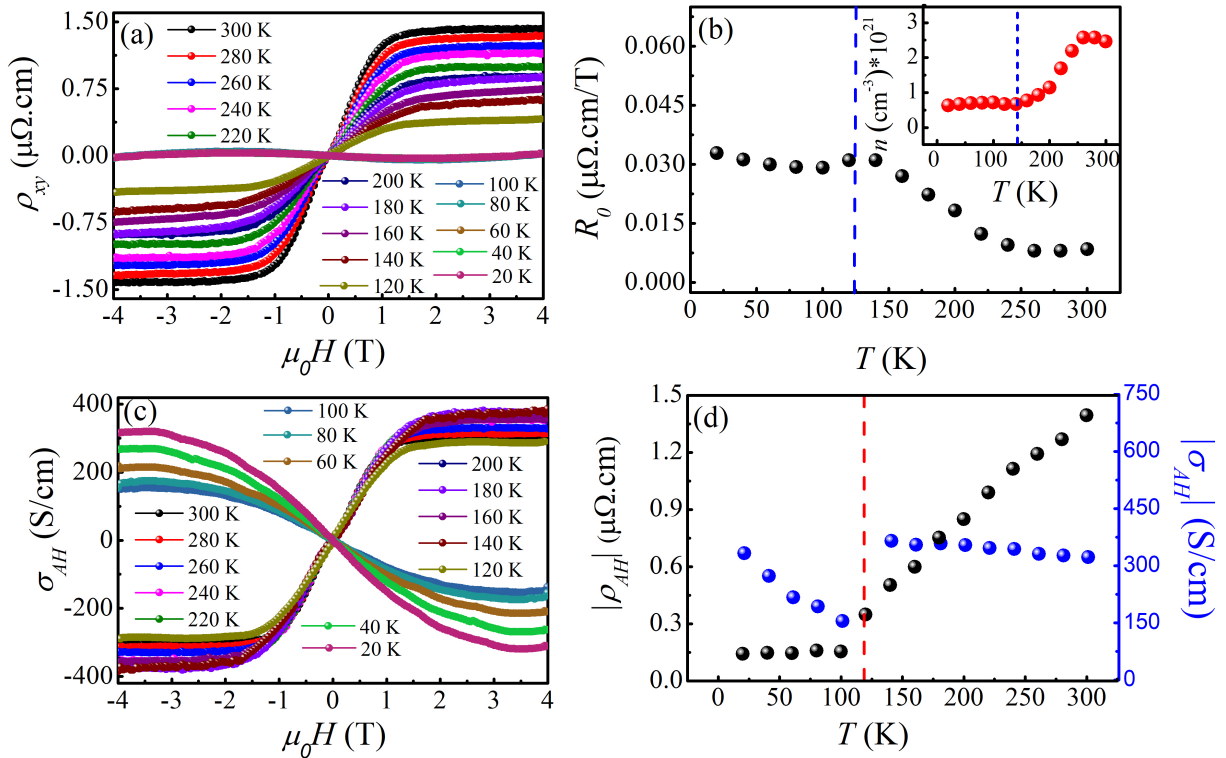 (a)
ρxy (μΩ.cm)
1.50
0.75
0.00
-0.75
-1.50
300 K
280 K
260 K
240 K
220 K
200 K
180 K
160 K
140 K
120 K
100 K
80 K
60 K
40 K
20 K
-4 -3 -2 -1 0 1 2 3 4
μ0H (T)
(b)
R0 (μΩ.cm/T)
0.060
0.045
0.030
0.015
0.000
0 50 100 150 200 250 300
T (K)
n (cm-3)*10^21
3
2
1
0
0 100 200 300
T (K)
(c)
σAH (S/cm)
400
200
0
-200
-400
100 K
80 K
60 K
300 K
280 K
260 K
240 K
220 K
200 K
180 K
160 K
140 K
120 K
40 K
20 K
-4 -3 -2 -1 0 1 2 3 4
μ0H (T)
(d)
|ρAH| (μΩ.cm)
1.5
1.2
0.9
0.6
0.3
0.0
|σAH| (S/cm)
750
600
450
300
150
0
0 50 100 150 200 250 300
T (K)